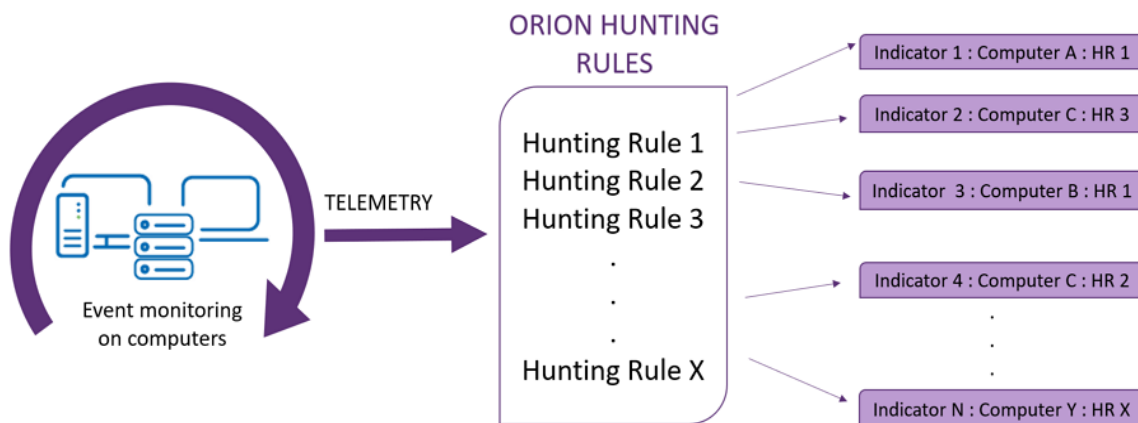 ORION HUNTING
RULES
Event monitoring
on computers
TELEMETRY
Hunting Rule 1
Hunting Rule 2
Hunting Rule 3
.
.
.
Hunting Rule X
Indicator 1 : Computer A : HR 1
Indicator 2 : Computer C : HR 3
Indicator 3 : Computer B : HR 1
Indicator 4 : Computer C : HR 2
.
.
.
Indicator N : Computer Y : HR X